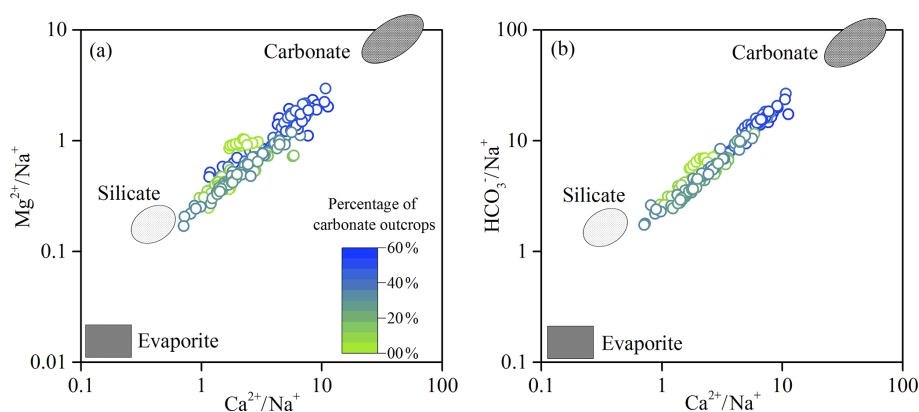 (a)
Carbonate
Silicate
Evaporite
Percentage of
carbonate outcrops
60%
40%
20%
00%
10
1
0.1
0.01
Mg²⁺/Na⁺
0.1
1
10
100
Ca²⁺/Na⁺
(b)
Carbonate
Silicate
Evaporite
100
10
1
0.1
HCO₃⁻/Na⁺
0.1
1
10
100
Ca²⁺/Na⁺